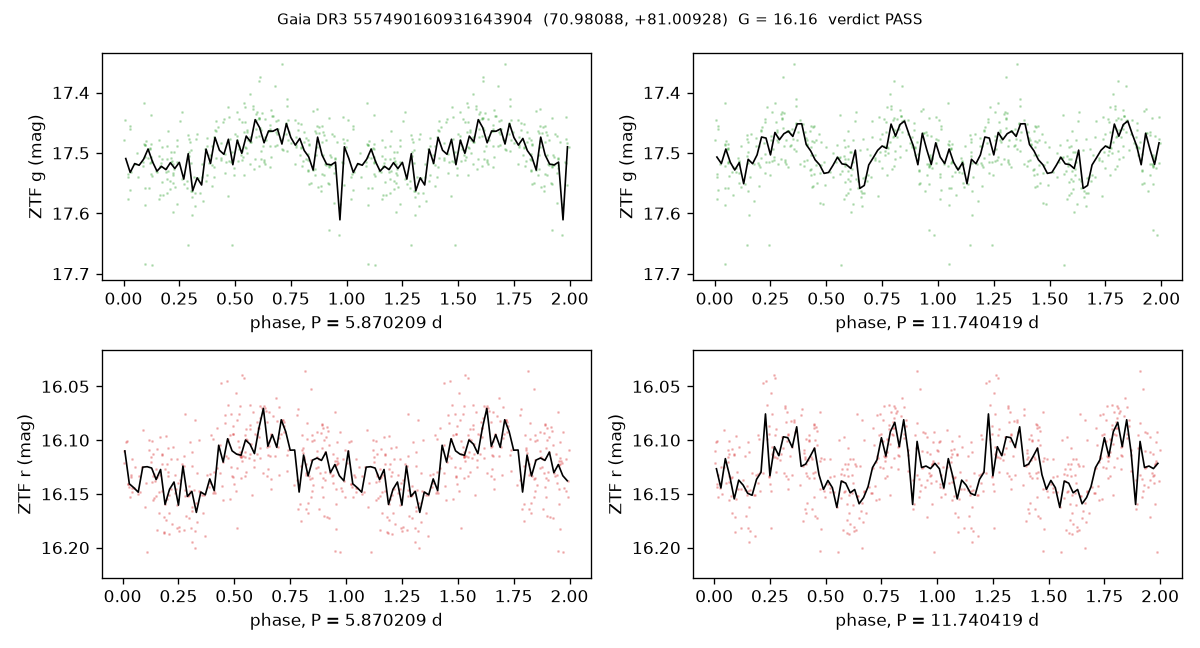 Gaia DR3 557490160931643904 (70.98088, +81.00928) G = 16.16 verdict PASS
ZTF g (mag)
17.4
17.5
17.6
17.7
0.00 0.25 0.50 0.75 1.00 1.25 1.50 1.75 2.00
phase, P = 5.870209 d
ZTF g (mag)
17.4
17.5
17.6
17.7
0.00 0.25 0.50 0.75 1.00 1.25 1.50 1.75 2.00
phase, P = 11.740419 d
ZTF r (mag)
16.05
16.10
16.15
16.20
0.00 0.25 0.50 0.75 1.00 1.25 1.50 1.75 2.00
phase, P = 5.870209 d
ZTF r (mag)
16.05
16.10
16.15
16.20
0.00 0.25 0.50 0.75 1.00 1.25 1.50 1.75 2.00
phase, P = 11.740419 d